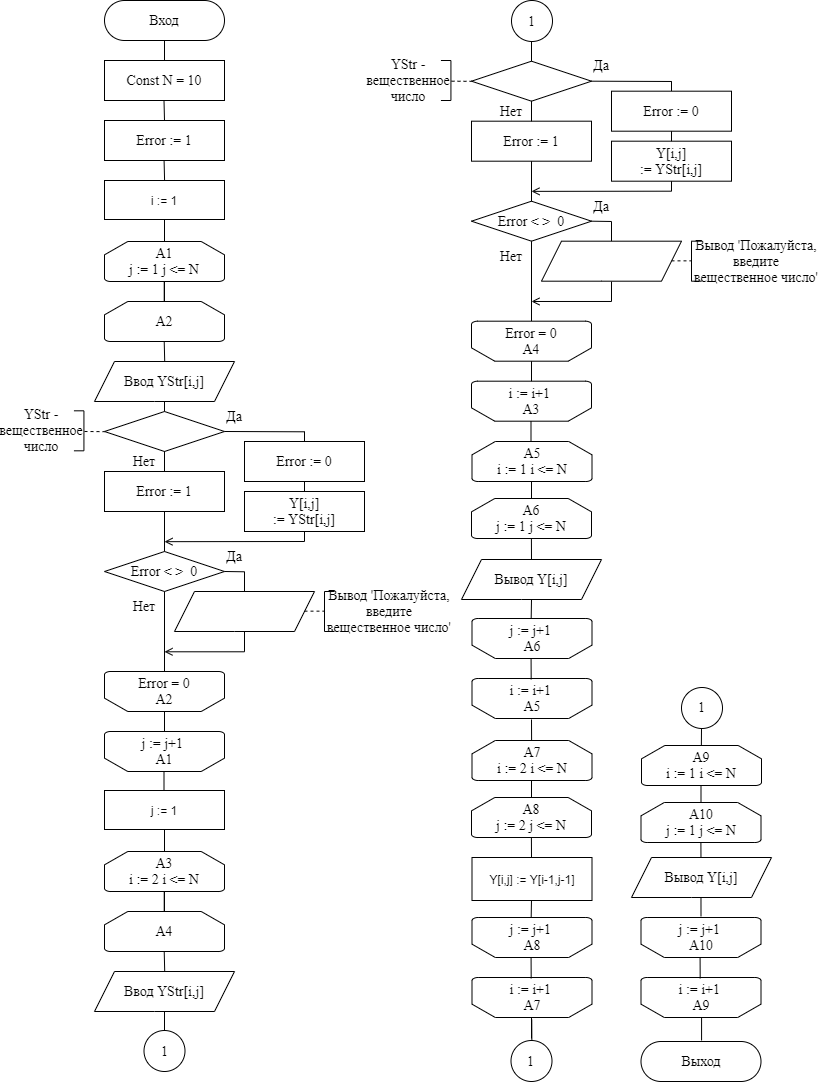 Вход
Const N = 10
Error := 1
i := 1
A1
j := 1 j <= N
A2
Ввод YStr[i,j]
YStr -
вещественное
число
Да
Нет
Error := 0
Error := 1
Y[i,j]
:= YStr[i,j]
Error < > 0
Да
Нет
Вывод 'Пожалуйста,
введите
вещественное число'
Error = 0
A2
j := j+1
A1
j := 1
A3
i := 2 i <= N
A4
Ввод YStr[i,j]
1
1
YStr -
вещественное
число
Да
Нет
Error := 0
Error := 1
Y[i,j]
:= YStr[i,j]
Error < > 0
Да
Нет
Вывод 'Пожалуйста,
введите
вещественное число'
Error = 0
A4
i := i+1
A3
A5
i := 1 i <= N
A6
j := 1 j <= N
Вывод Y[i,j]
j := j+1
A6
i := i+1
A5
A7
i := 2 i <= N
A8
j := 2 j <= N
Y[i,j] := Y[i-1,j-1]
j := j+1
A8
i := i+1
A7
1
1
A9
i := 1 i <= N
A10
j := 1 j <= N
Вывод Y[i,j]
j := j+1
A10
i := i+1
A9
Выход